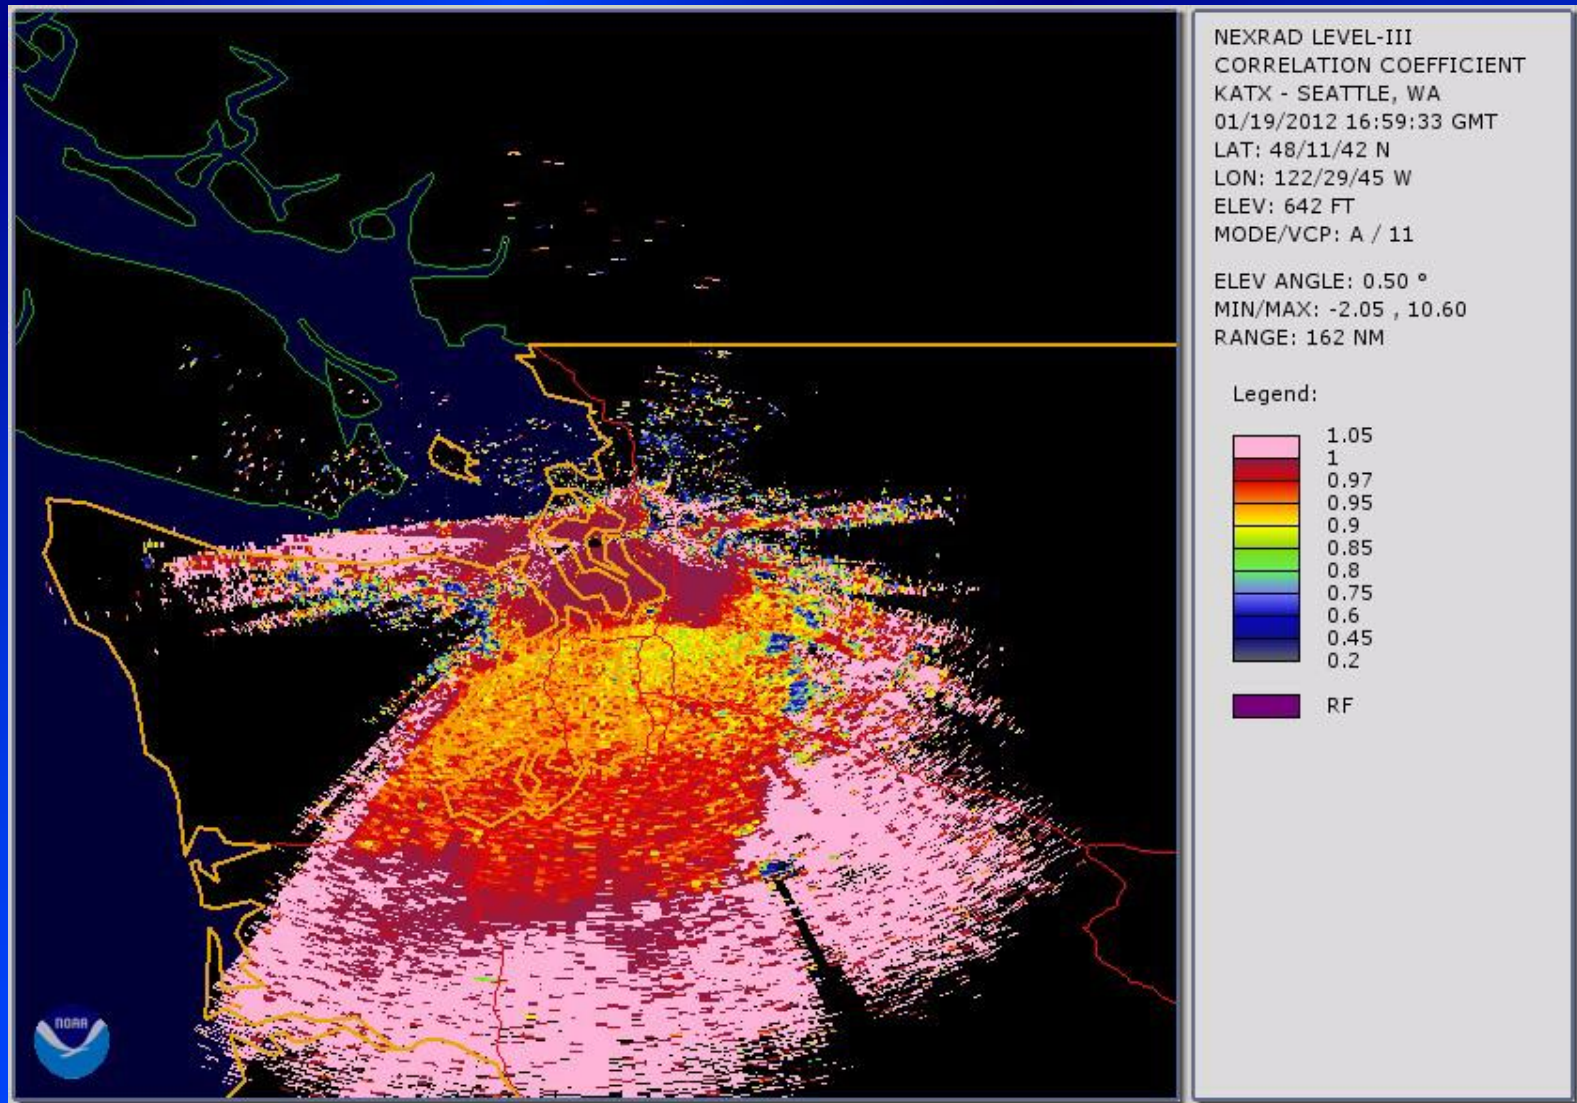 NEXRAD LEVEL-III
CORRELATION COEFFICIENT
KATX - SEATTLE, WA
01/19/2012 16:59:33 GMT
LAT: 48/11/42 N
LON: 122/29/45 W
ELEV: 642 FT
MODE/VCP: A / 11
ELEV ANGLE: 0.50 °
MIN/MAX: -2.05 , 10.60
RANGE: 162 NM
Legend:
1.05
1
0.97
0.95
0.9
0.85
0.8
0.75
0.6
0.45
0.2
RF
NOAA